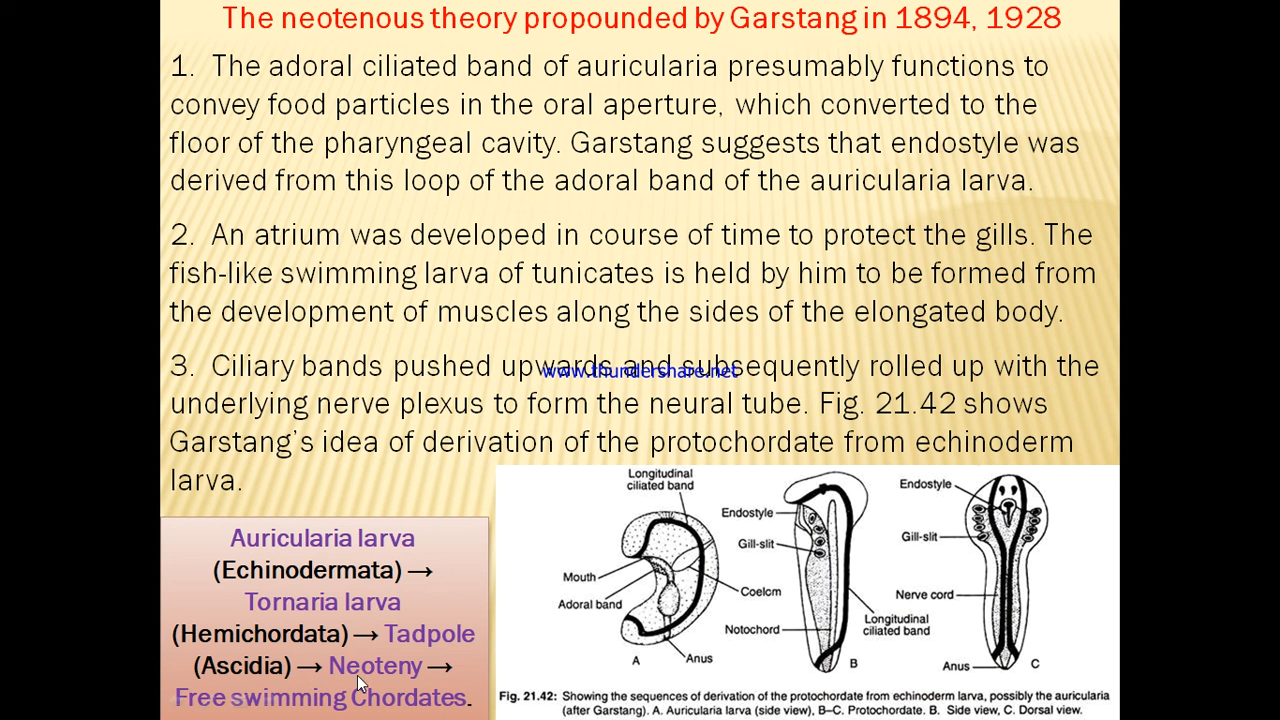 The neotenous theory propounded by Garstang in 1894, 1928
1. The adoral ciliated band of auricularia presumably functions to
convey food particles in the oral aperture, which converted to the
floor of the pharyngeal cavity. Garstang suggests that endostyle was
derived from this loop of the adoral band of the auricularia larva.
2. An atrium was developed in course of time to protect the gills. The
fish-like swimming larva of tunicates is held by him to be formed from
the development of muscles along the sides of the elongated body.
3. Ciliary bands pushed upwards and subsequently rolled up with the
www.thundershare.net
underlying nerve plexus to form the neural tube. Fig. 21.42 shows
Garstang's idea of derivation of the protochordate from echinoderm
larva.
Auricularia larva
(Echinodermata) →
Tornaria larva
(Hemichordata) → Tadpole
(Ascidia) → Neoteny →
Free swimming Chordates.
Longitudinal
ciliated band
Mouth
Adoral band
Coelom
Anus
A
Endostyle
Gill-slit
Notochord
Longitudinal
ciliated band
B
Endostyle
Gill-slit
Nerve cord
Anus
C
Fig. 21.42: Showing the sequences of derivation of the protochordate from echinoderm larva, possibly the auricularia
(after Garstang). A. Auricularia larva (side view), B–C. Protochordate. B. Side view, C. Dorsal view.